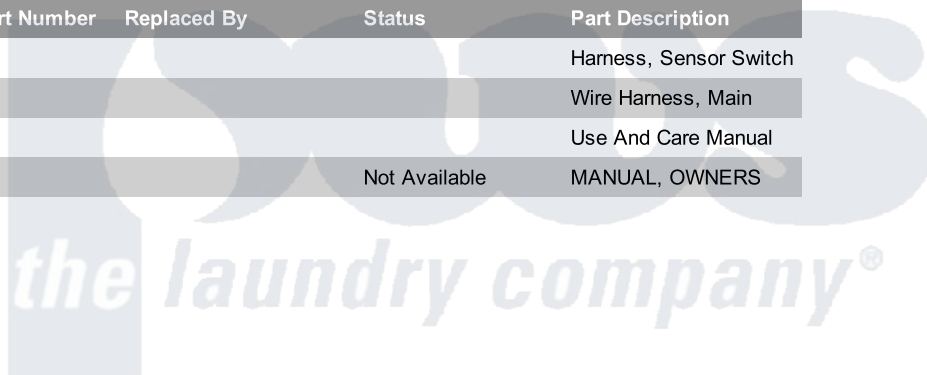 rt Number Replaced By Status Part Description
Harness, Sensor Switch
Wire Harness, Main
Use And Care Manual
Not Available MANUAL, OWNERS
the laundry company®